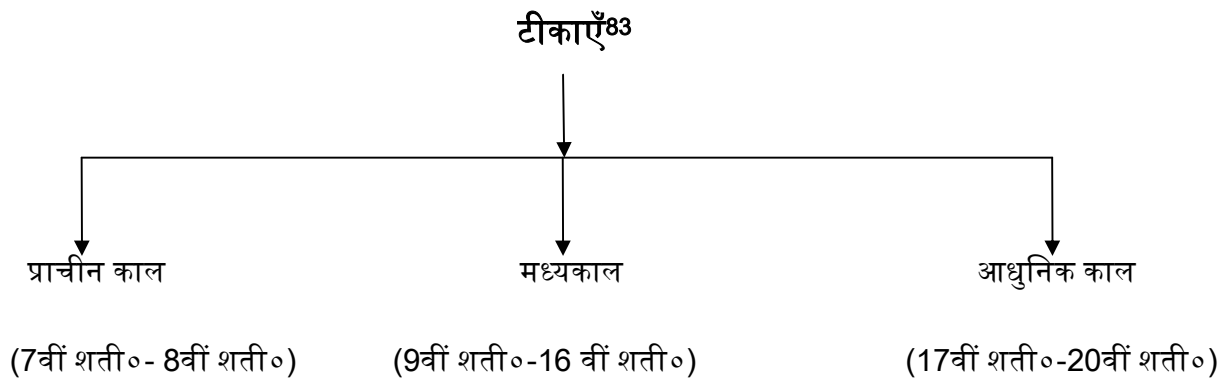 टीकाएँ83
प्राचीन काल मध्यकाल आधुनिक काल
(7वीं शती०- 8वीं शती०) (9वीं शती०-16 वीं शती०) (17वीं शती०-20वीं शती०)